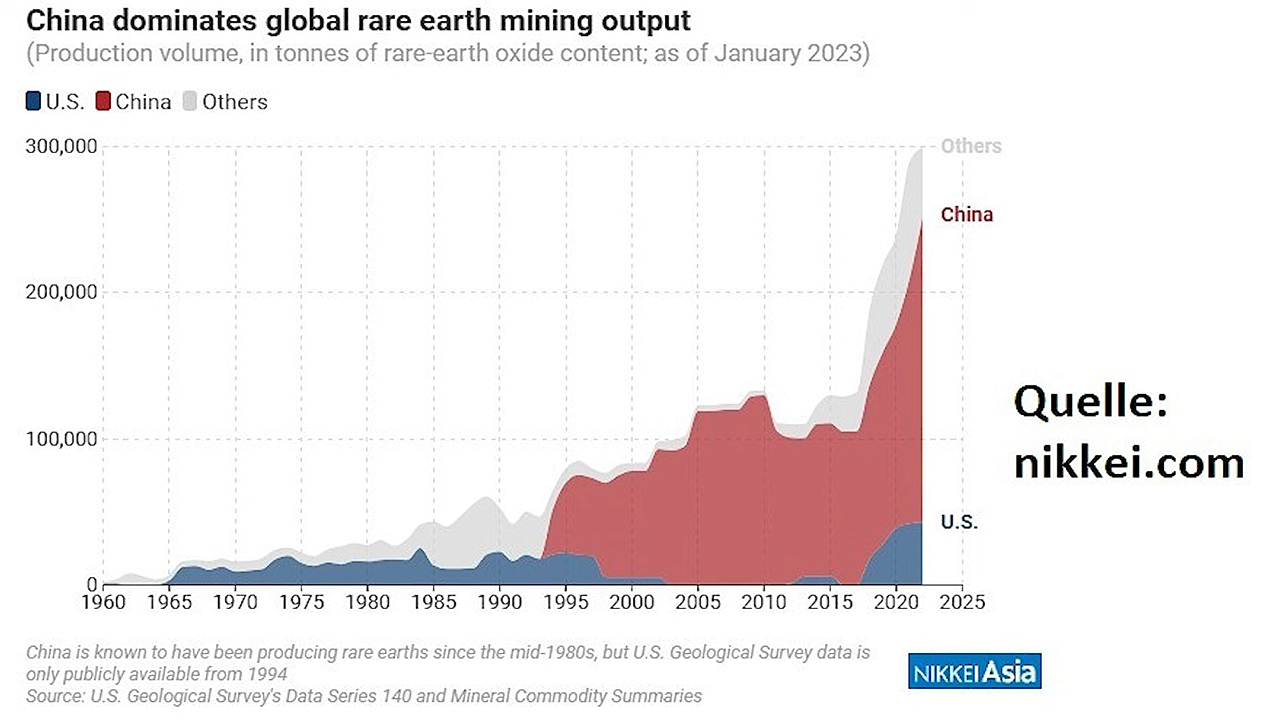 China dominates global rare earth mining output
(Production volume, in tonnes of rare-earth oxide content; as of January 2023)
U.S. China Others
300,000
Others
China
200,000
100,000
U.S.
0
1960 1965 1970 1975 1980 1985 1990 1995 2000 2005 2010 2015 2020 2025
Quelle:
nikkei.com
China is known to have been producing rare earths since the mid-1980s, but U.S. Geological Survey data is
only publicly available from 1994
Source: U.S. Geological Survey's Data Series 140 and Mineral Commodity Summaries
NIKKEI Asia